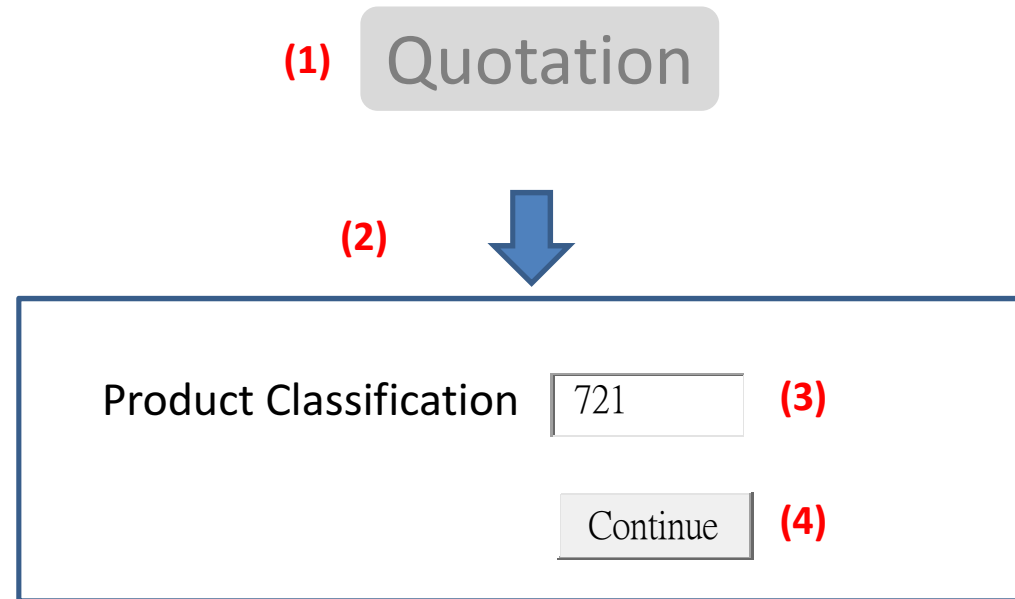 (1) Quotation
(2)
Product Classification 721 (3)
Continue (4)